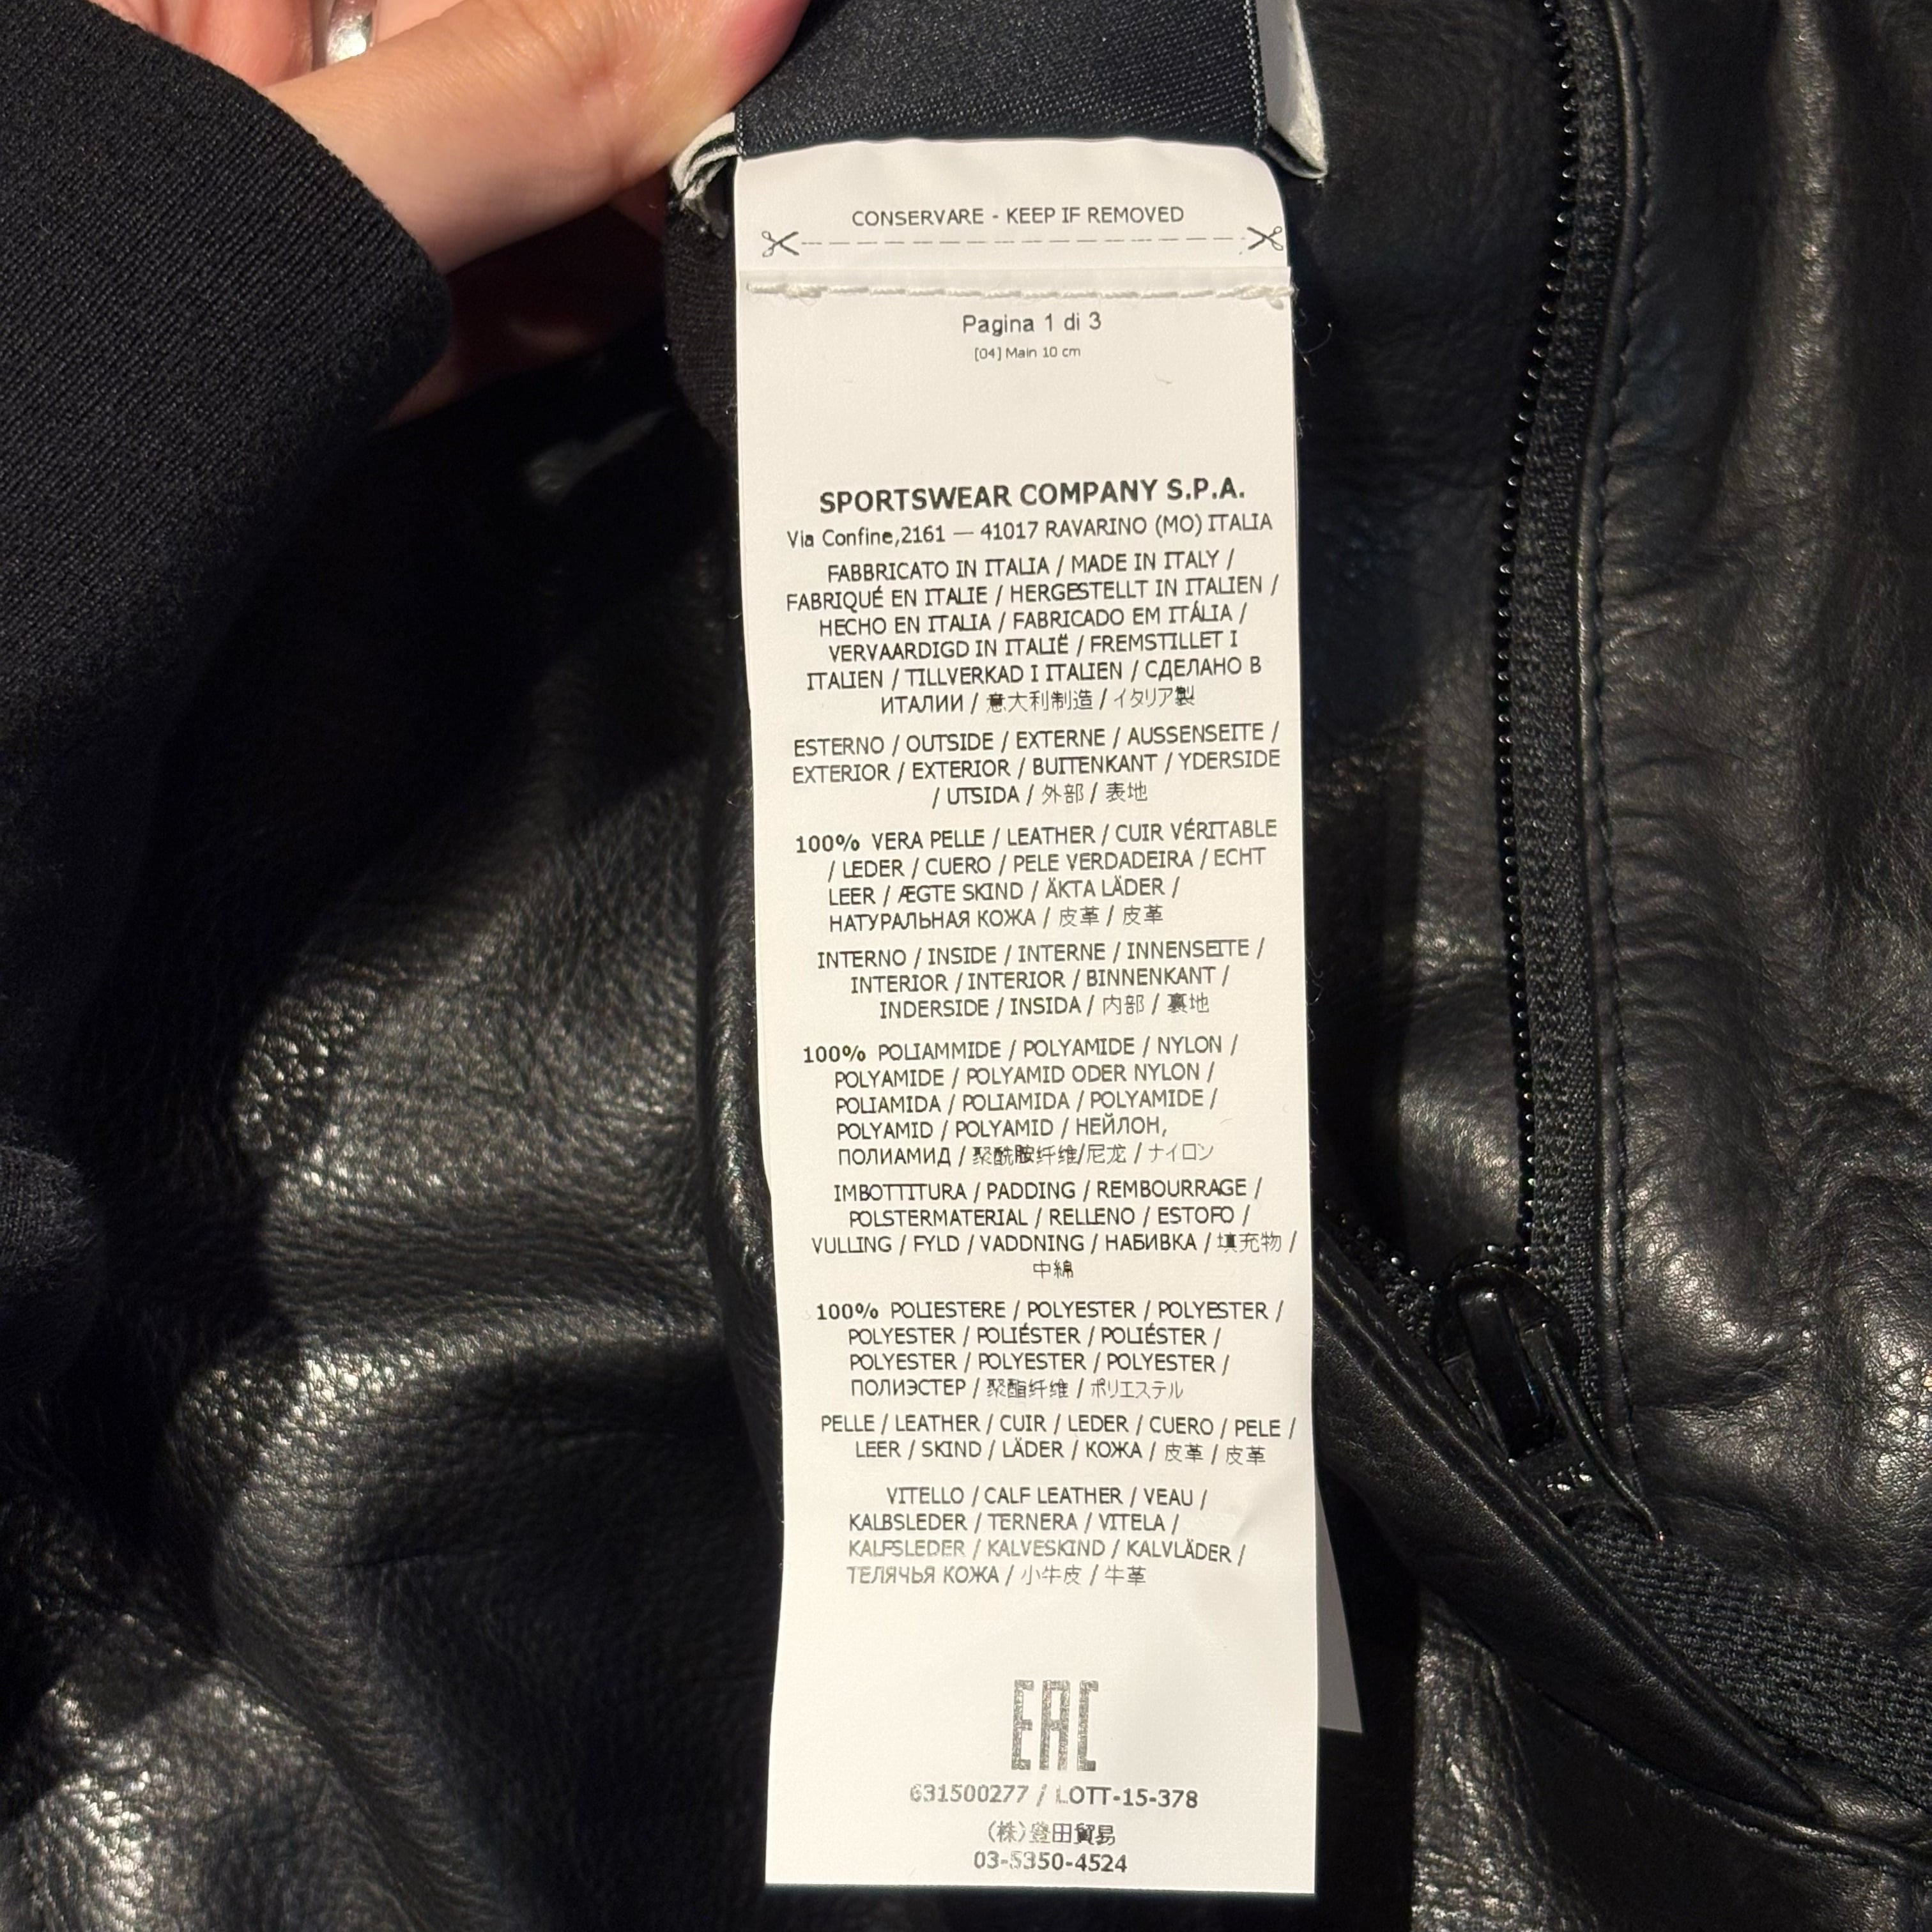 CONSERVARE - KEEP IF REMOVED
Pagina 1 di 3
[04] Main 10 cm
SPORTSWEAR COMPANY S.P.A.
Via Confine,2161 — 41017 RAVARINO (MO) ITALIA
FABBRICATO IN ITALIA / MADE IN ITALY /
FABRIQUÉ EN ITALIE / HERGESTELLT IN ITALIEN /
HECHO EN ITALIA / FABRICADO EM ITÁLIA /
VERVAARDIGD IN ITALIË / FREMSTILLET I
ITALIEN / TILLVERKAD I ITALIEN / СДЕЛАНО В
ИТАЛИИ / 意大利制造 / イタリア製
ESTERNO / OUTSIDE / EXTERNE / AUSSENSEITE /
EXTERIOR / EXTERIOR / BUITENKANT / YDERSIDE
/ UTSIDA / 外部 / 表地
100% VERA PELLE / LEATHER / CUIR VÉRITABLE
/ LEDER / CUERO / PELE VERDADEIRA / ECHT
LEER / ÆGTE SKIND / ÄKTA LÄDER /
НАТУРАЛЬНАЯ КОЖА / 皮革 / 皮革
INTERNO / INSIDE / INTERNE / INNENSEITE /
INTERIOR / INTERIOR / BINNENKANT /
INDERSIDE / INSIDA / 内部 / 裏地
100% POLIAMMIDE / POLYAMIDE / NYLON /
POLYAMIDE / POLYAMID ODER NYLON /
POLIAMIDA / POLIAMIDA / POLYAMIDE /
POLYAMID / POLYAMID / НЕЙЛОН,
ПОЛИАМИД / 聚酰胺纤维/尼龙 / ナイロン
IMBOTTITURA / PADDING / REMBOURRAGE /
POLSTERMATERIAL / RELLENO / ESTOFO /
VULLING / FYLD / VADDNING / НАБИВКА / 填充物 /
中綿
100% POLIESTERE / POLYESTER / POLYESTER /
POLYESTER / POLIÉSTER / POLIÉSTER /
POLYESTER / POLYESTER / POLYESTER /
ПОЛИЭСТЕР / 聚酯纤维 / ポリエステル
PELLE / LEATHER / CUIR / LEDER / CUERO / PELE /
LEER / SKIND / LÄDER / КОЖА / 皮革 / 皮革
VITELLO / CALF LEATHER / VEAU /
KALBSLEDER / TERNERA / VITELA /
KALFSLEDER / KALVESKIND / KALVLÄDER /
ТЕЛЯЧЬЯ КОЖА / 小牛皮 / 牛革
EAC
631500277 / LOTT-15-378
(株)登田貿易
03-5350-4524